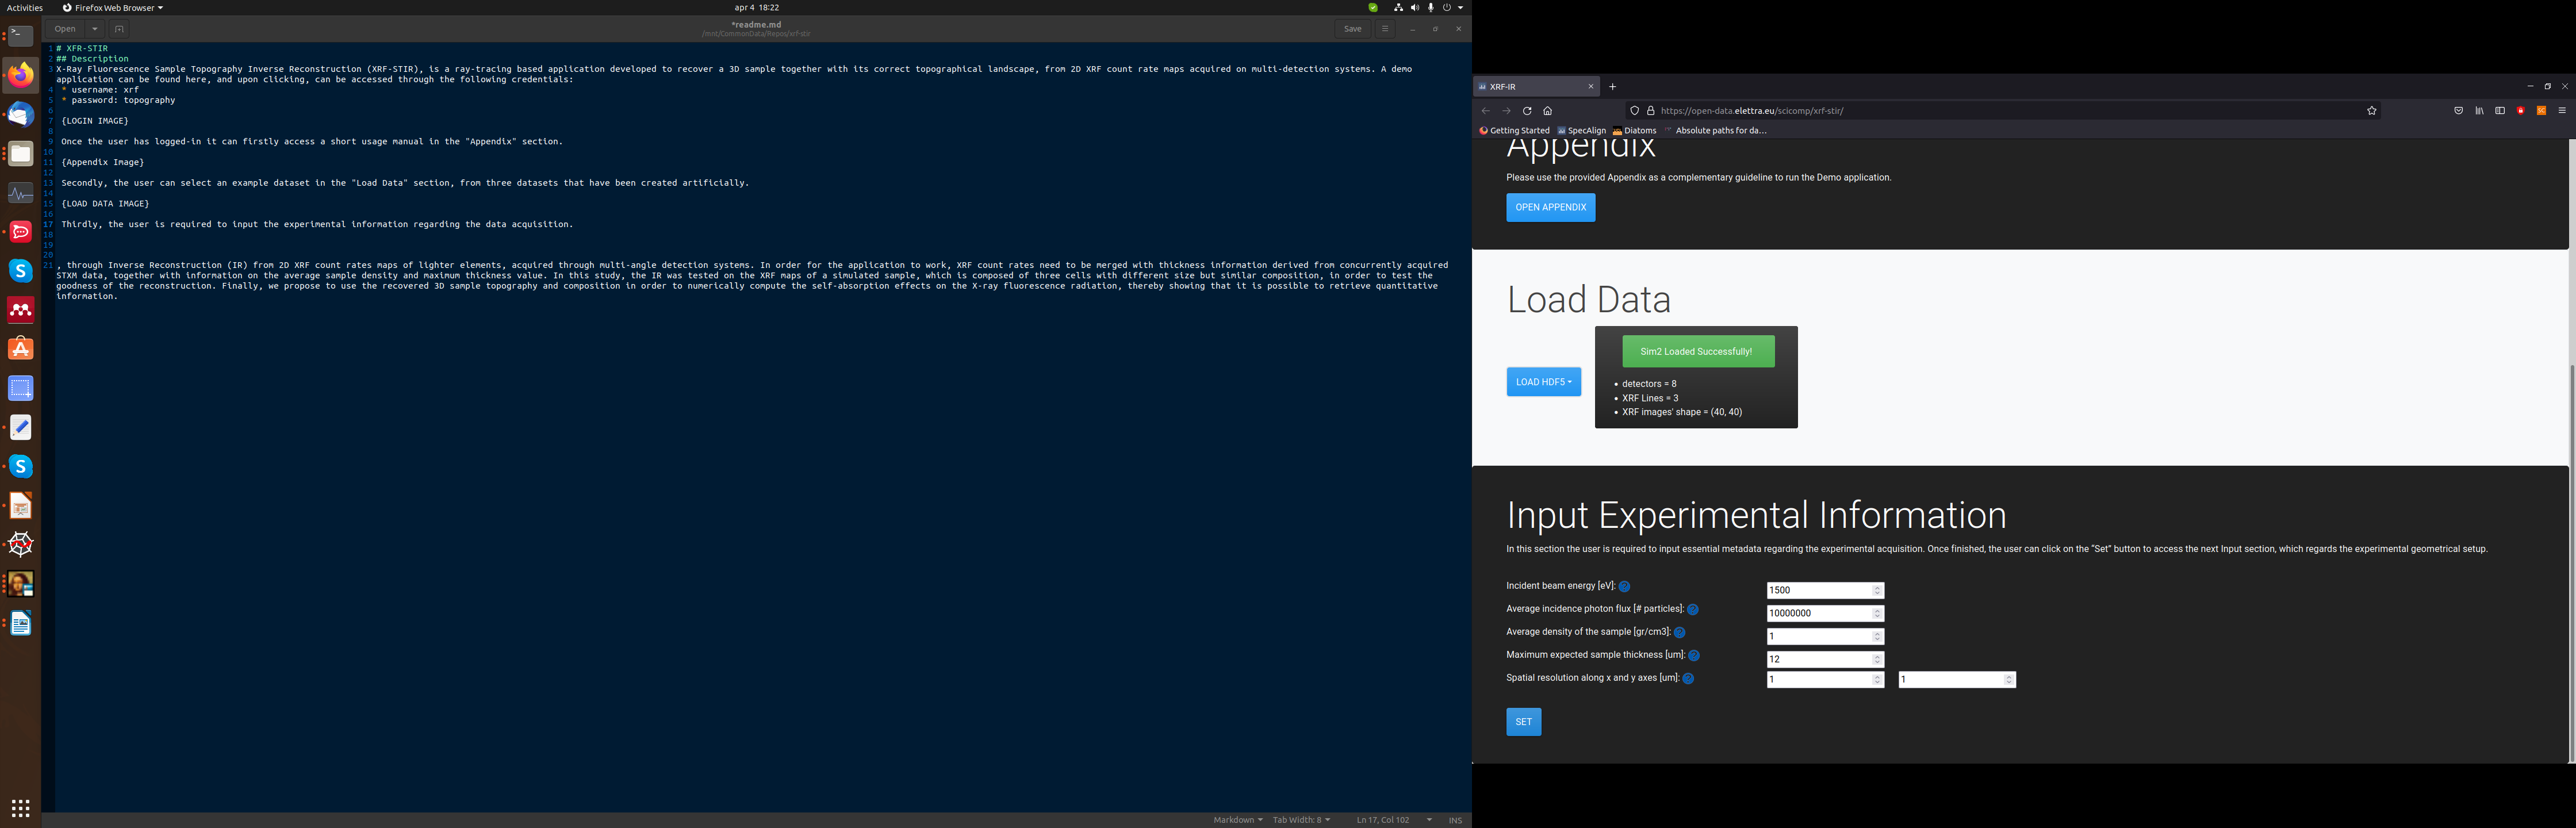 Activities
Firefox Web Browser
apr 4 18:22
Open
*readme.md
/mnt/CommonData/Repos/xrf-stir
Save
1 # XFR-STIR
2 ## Description
3 X-Ray Fluorescence Sample Topography Inverse Reconstruction (XRF-STIR), is a ray-tracing based application developed to recover a 3D sample together with its correct topographical landscape, from 2D XRF count rate maps acquired on multi-detection systems. A demo
application can be found here, and upon clicking, can be accessed through the following credentials:
4 * username: xrf
5 * password: topography
6
7 {LOGIN IMAGE}
8
9 Once the user has logged-in it can firstly access a short usage manual in the "Appendix" section.
10
11 {Appendix Image}
12
13 Secondly, the user can select an example dataset in the "Load Data" section, from three datasets that have been created artificially.
14
15 {LOAD DATA IMAGE}
16
17 Thirdly, the user is required to input the experimental information regarding the data acquisition.
18
19
20
21 , through Inverse Reconstruction (IR) from 2D XRF count rates maps of lighter elements, acquired through multi-angle detection systems. In order for the application to work, XRF count rates need to be merged with thickness information derived from concurrently acquired
STXM data, together with information on the average sample density and maximum thickness value. In this study, the IR was tested on the XRF maps of a simulated sample, which is composed of three cells with different size but similar composition, in order to test the
goodness of the reconstruction. Finally, we propose to use the recovered 3D sample topography and composition in order to numerically compute the self-absorption effects on the X-ray fluorescence radiation, thereby showing that it is possible to retrieve quantitative
information.
Markdown
Tab Width: 8
Ln 17, Col 102
INS
XRF-IR
https://open-data.elettra.eu/scicomp/xrf-stir/
Getting Started
SpecAlign
Diatoms
Absolute paths for da…
Appendix
Please use the provided Appendix as a complementary guideline to run the Demo application.
OPEN APPENDIX
Load Data
LOAD HDF5
Sim2 Loaded Successfully!
• detectors = 8
• XRF Lines = 3
• XRF images' shape = (40, 40)
Input Experimental Information
In this section the user is required to input essential metadata regarding the experimental acquisition. Once finished, the user can click on the "Set" button to access the next Input section, which regards the experimental geometrical setup.
Incident beam energy [eV]: ? 1500
Average incidence photon flux [# particles]: ? 10000000
Average density of the sample [gr/cm3]: ? 1
Maximum expected sample thickness [um]: ? 12
Spatial resolution along x and y axes [um]: ? 1 1
SET